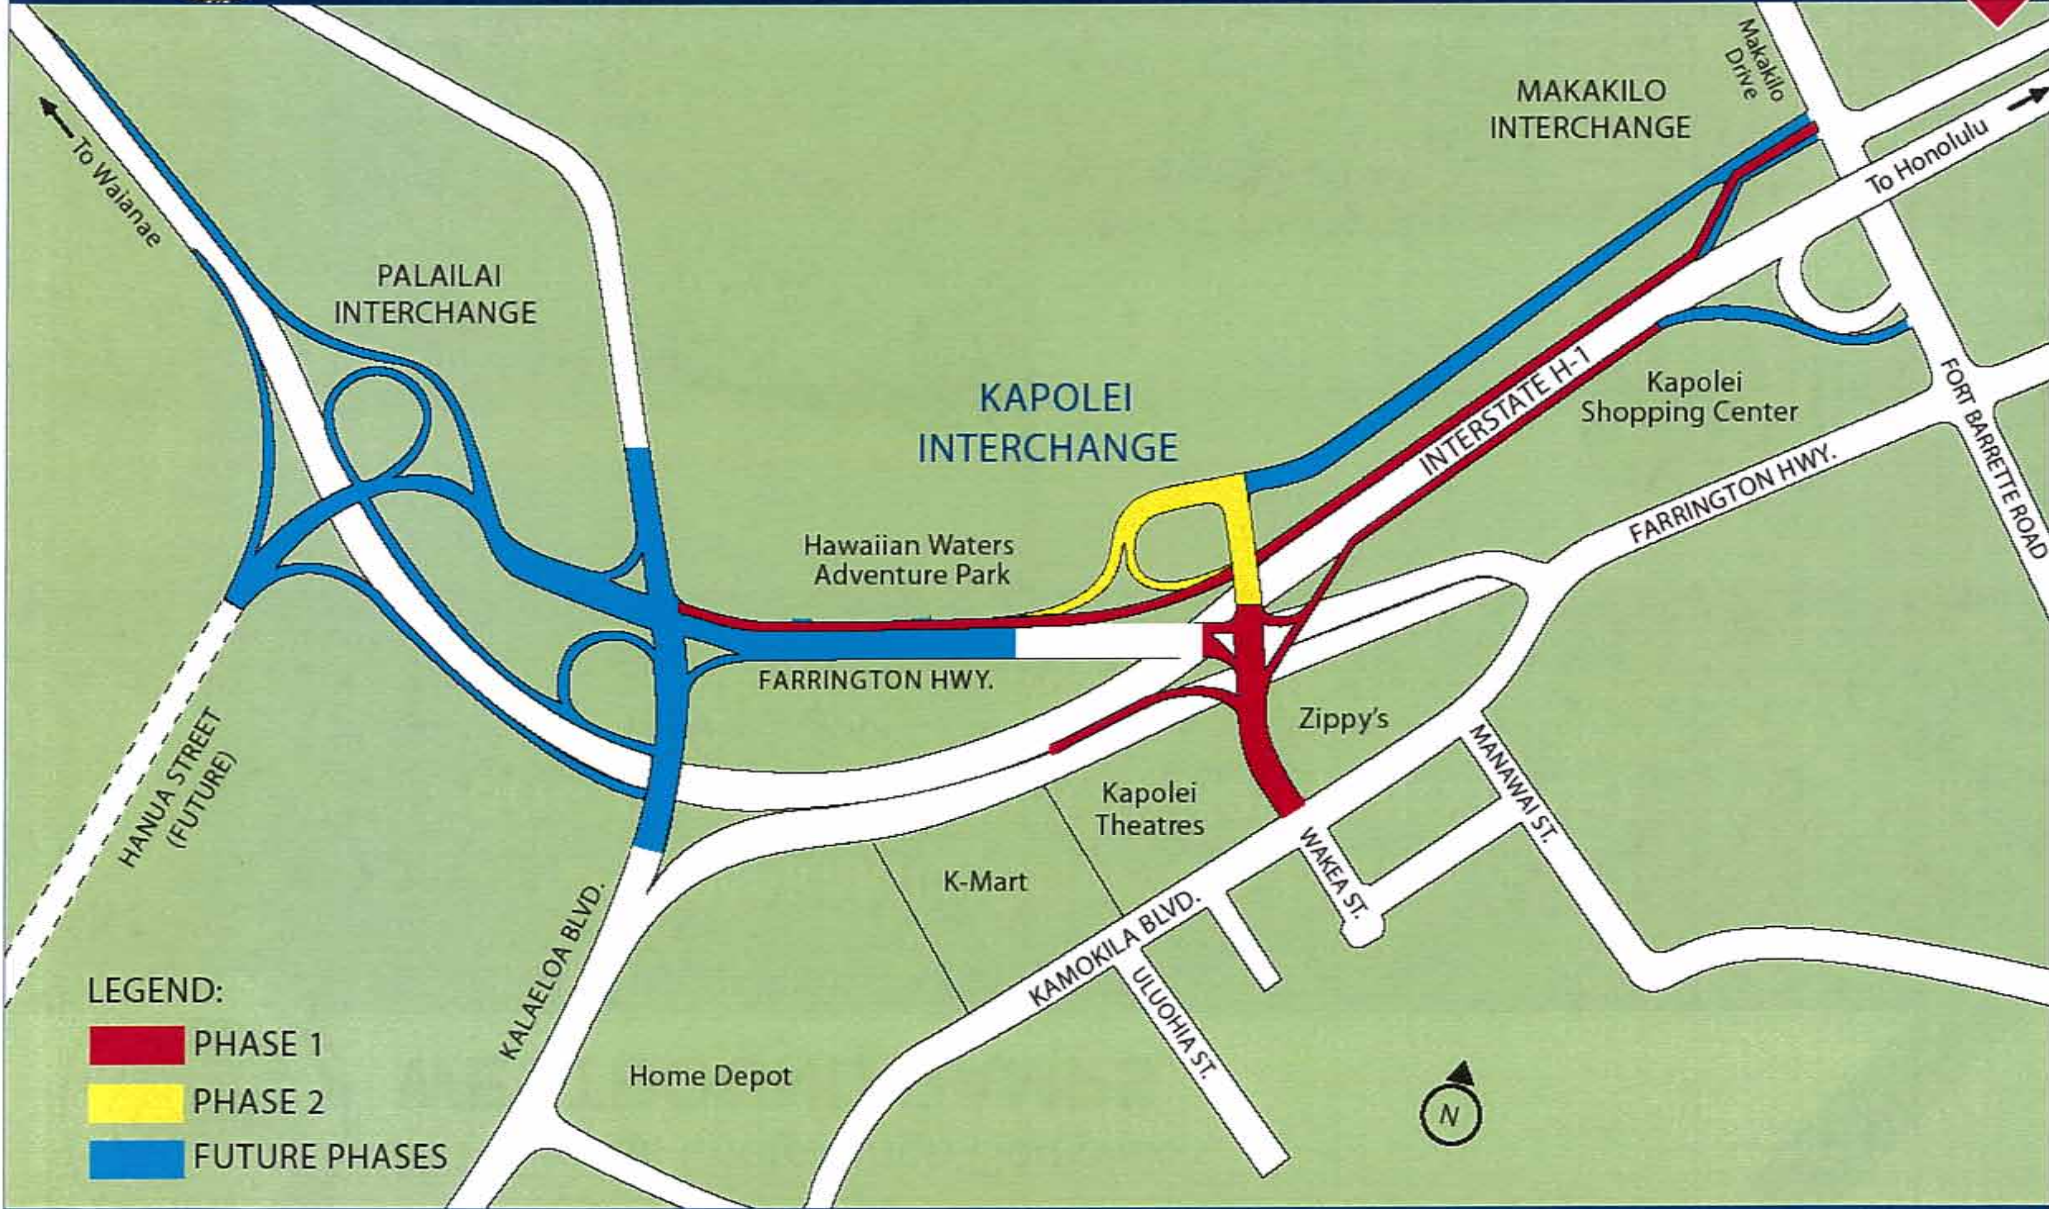 Makakilo
Drive
MAKAKILO
INTERCHANGE
To Honolulu
To Waianae
PALAILAI
INTERCHANGE
KAPOLEI
INTERCHANGE
INTERSTATE H-1
Kapolei
Shopping Center
FORT BARRETTE ROAD
FARRINGTON HWY.
Hawaiian Waters
Adventure Park
FARRINGTON HWY.
Zippy's
HANUA STREET
(FUTURE)
MANAWAI ST.
Kapolei
Theatres
WAKEA ST.
K-Mart
KAMOKILA BLVD.
KALAELOA BLVD.
ULUOHIA ST.
Home Depot
LEGEND:
PHASE 1
PHASE 2
FUTURE PHASES
N